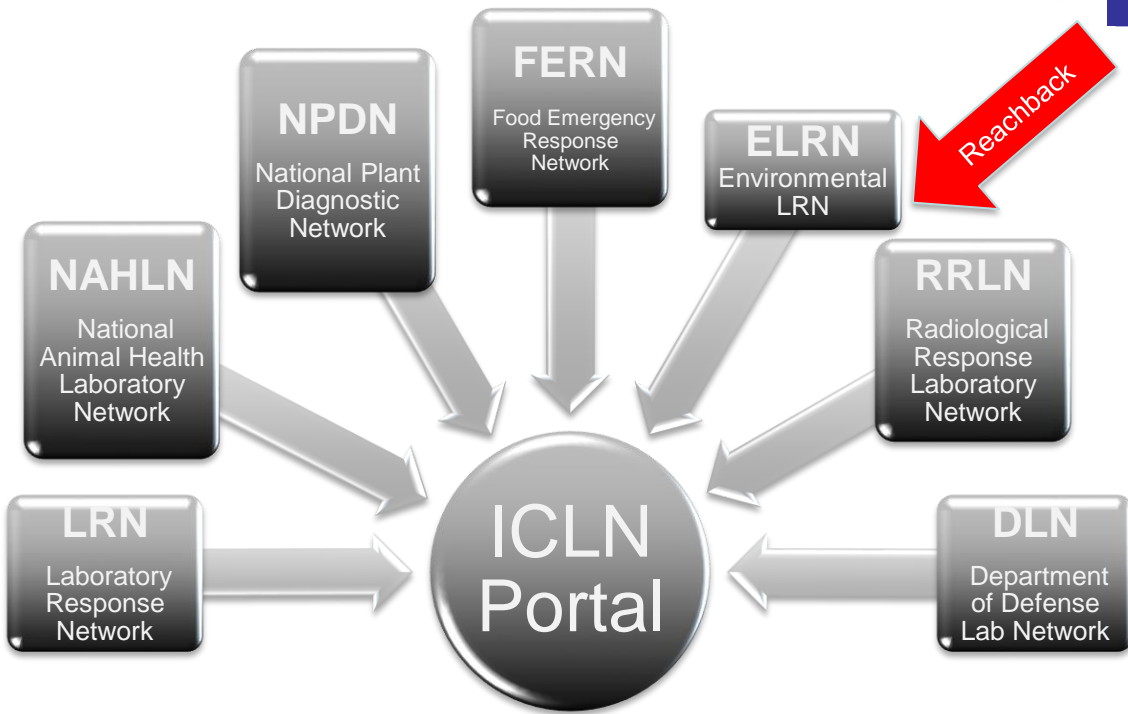 FERN
Food Emergency
Response
Network
NPDN
National Plant
Diagnostic
Network
ELRN
Environmental
LRN
Reachback
NAHLN
National
Animal Health
Laboratory
Network
RRLN
Radiological
Response
Laboratory
Network
LRN
Laboratory
Response
Network
ICLN
Portal
DLN
Department
of Defense
Lab Network